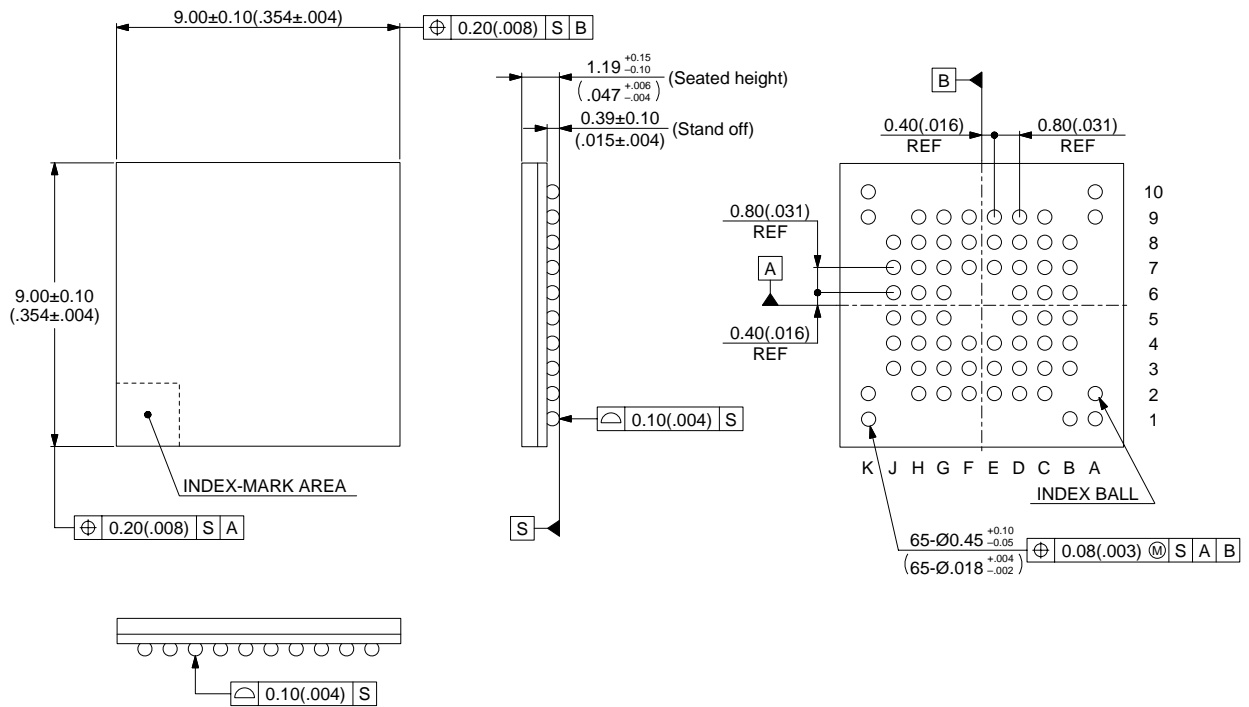 9.00±0.10(.354±.004)
⌖ 0.20(.008) S B
1.19 +0.15 −0.10 (Seated height)
(.047 +.006 −.004)
0.39±0.10 (Stand off)
(.015±.004)
B
0.40(.016)
REF
0.80(.031)
REF
0.80(.031)
REF
A
0.40(.016)
REF
10
9
8
7
6
5
4
3
2
1
K J H G F E D C B A
INDEX BALL
9.00±0.10
(.354±.004)
⌓ 0.10(.004) S
INDEX-MARK AREA
⌖ 0.20(.008) S A
S
65-Ø0.45 +0.10 −0.05
(65-Ø.018 +.004 −.002)
⌖ 0.08(.003) Ⓜ S A B
⌓ 0.10(.004) S